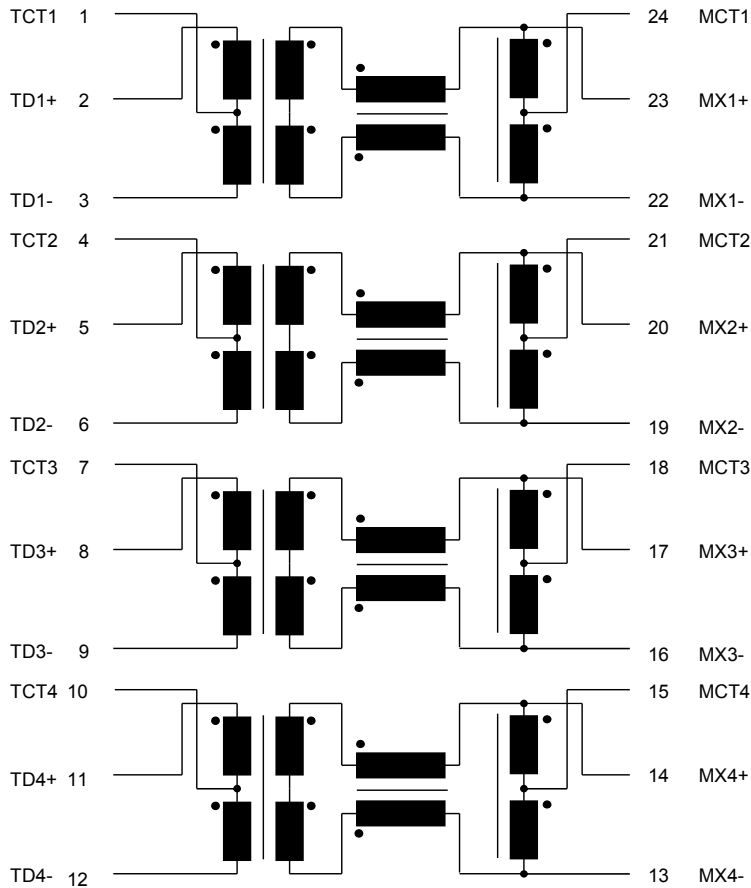 TCT1 1 24 MCT1
TD1+ 2 23 MX1+
TD1- 3 22 MX1-
TCT2 4 21 MCT2
TD2+ 5 20 MX2+
TD2- 6 19 MX2-
TCT3 7 18 MCT3
TD3+ 8 17 MX3+
TD3- 9 16 MX3-
TCT4 10 15 MCT4
TD4+ 11 14 MX4+
TD4- 12 13 MX4-